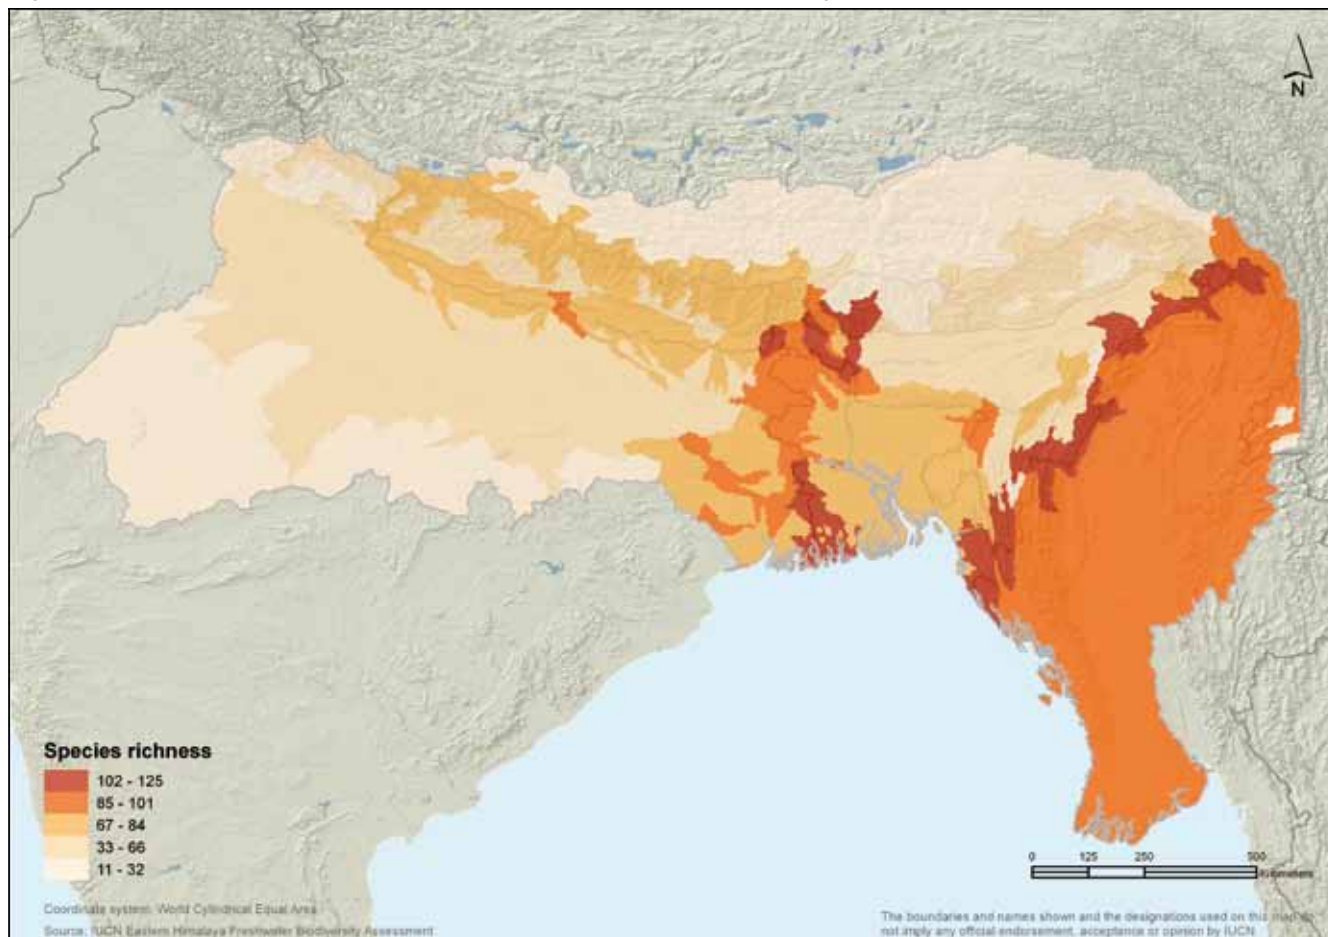 N
Species richness
102 - 125
85 - 101
67 - 84
33 - 66
11 - 32
0 125 250 500
Kilometers
Coordinate system: World Cylindrical Equal Area
Source: IUCN Eastern Himalaya Freshwater Biodiversity Assessment
The boundaries and names shown and the designations used on this map do
not imply any official endorsement, acceptance or opinion by IUCN.